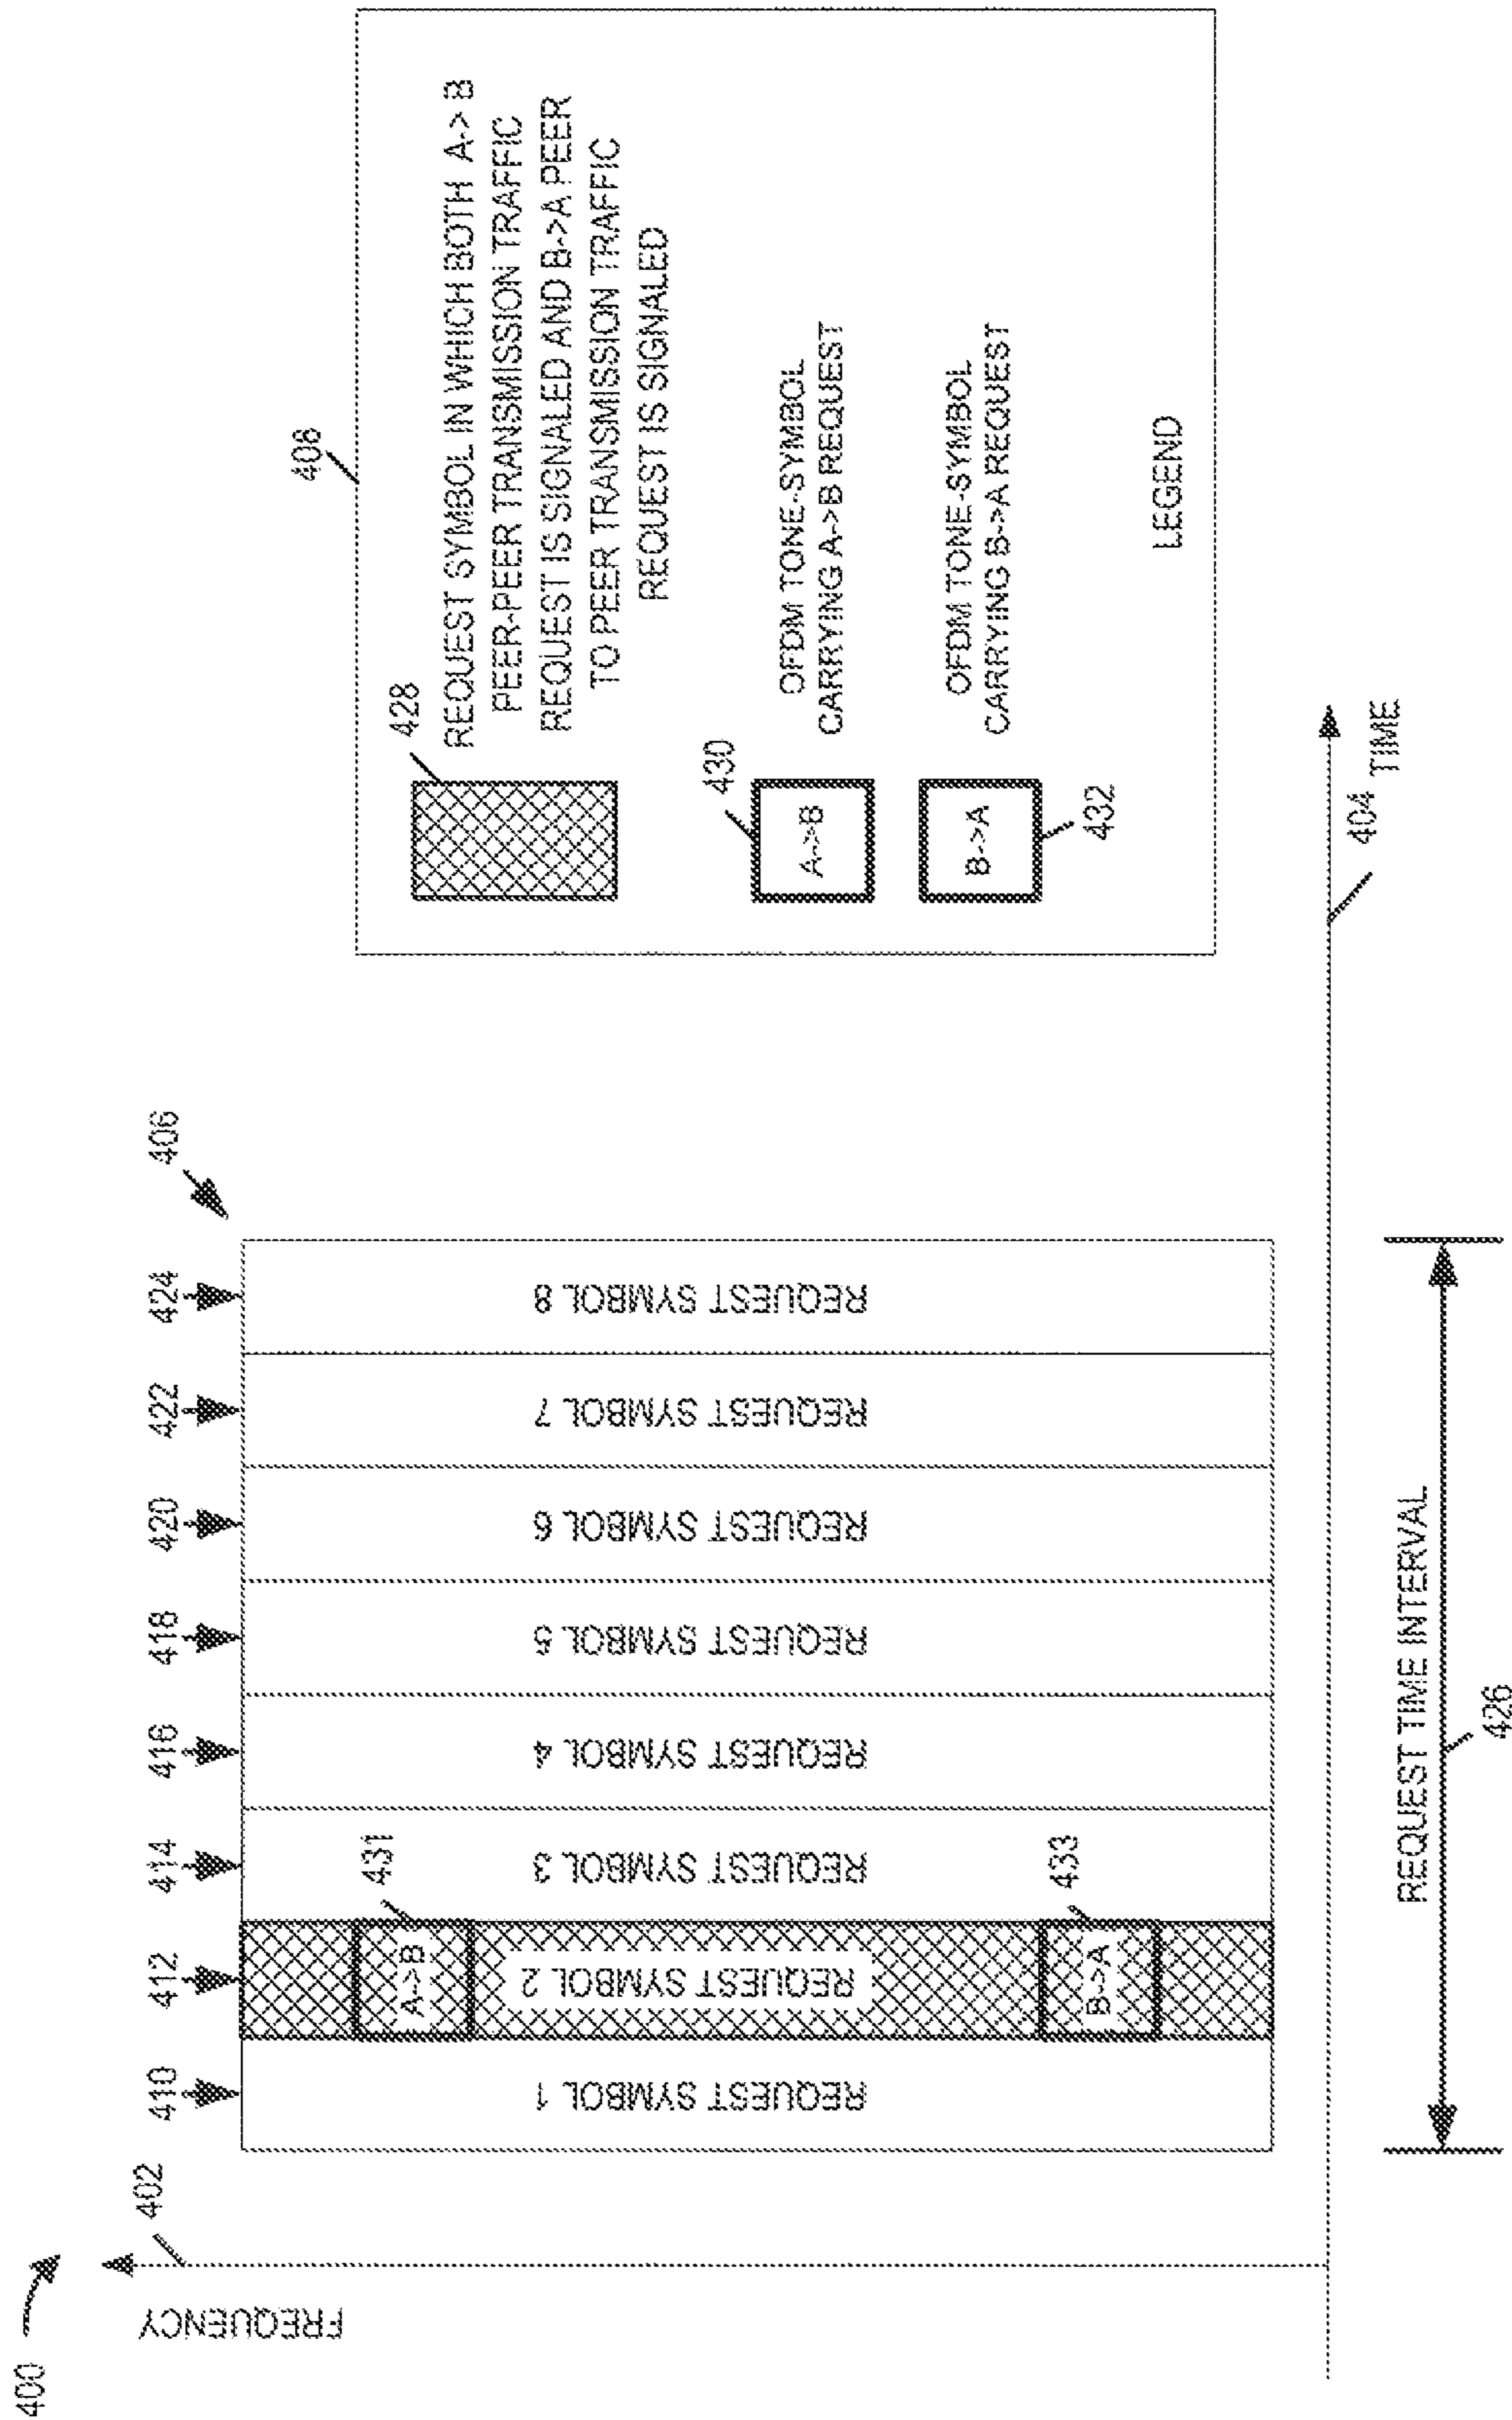 400
FREQUENCY
402
410
412
414
416
418
420
422
424
406
REQUEST SYMBOL 1
REQUEST SYMBOL 2
REQUEST SYMBOL 3
REQUEST SYMBOL 4
REQUEST SYMBOL 5
REQUEST SYMBOL 6
REQUEST SYMBOL 7
REQUEST SYMBOL 8
A->B
431
B->A
433
REQUEST TIME INTERVAL
426
404
TIME
408
428
REQUEST SYMBOL IN WHICH BOTH A->B
PEER-PEER TRANSMISSION TRAFFIC
REQUEST IS SIGNALED AND B->A PEER
TO PEER TRANSMISSION TRAFFIC
REQUEST IS SIGNALED
430
A->B
OFDM TONE-SYMBOL
CARRYING A->B REQUEST
B->A
432
OFDM TONE-SYMBOL
CARRYING B->A REQUEST
LEGEND